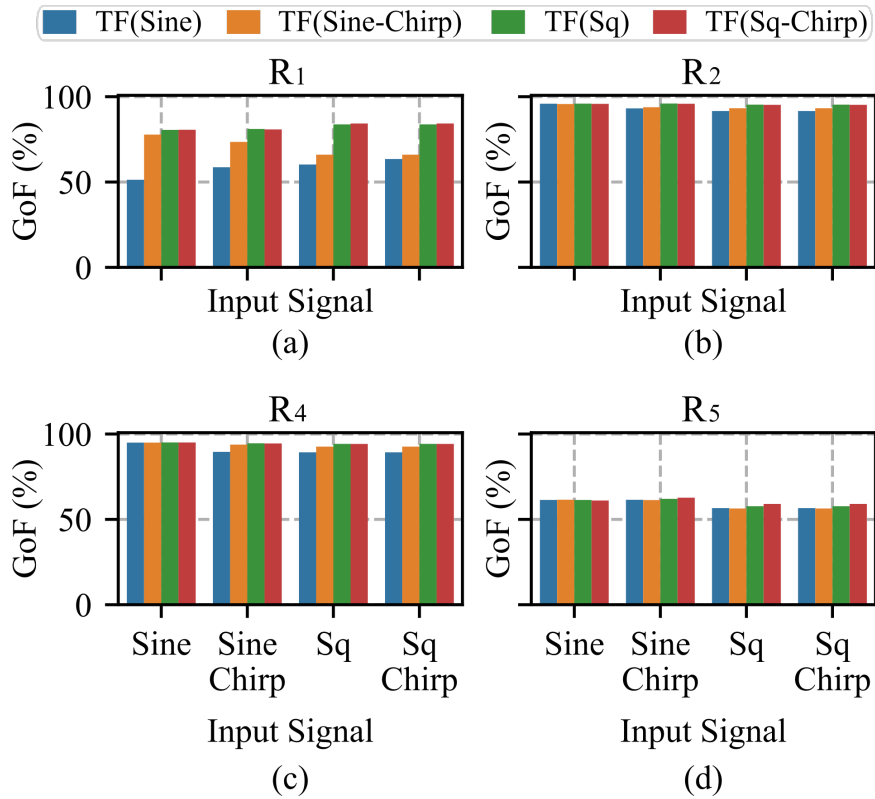 TF(Sine) TF(Sine-Chirp) TF(Sq) TF(Sq-Chirp)
R1
GoF (%)
100
50
0
Input Signal
(a)
R2
GoF (%)
100
50
0
Input Signal
(b)
R4
GoF (%)
100
50
0
Sine Sine Chirp Sq Sq Chirp
Input Signal
(c)
R5
GoF (%)
100
50
0
Sine Sine Chirp Sq Sq Chirp
Input Signal
(d)